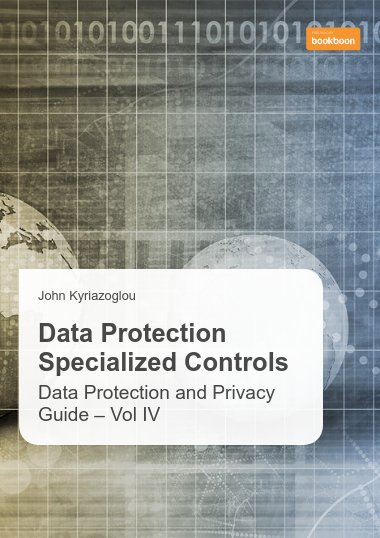 bookboon
John Kyriazoglou
Data Protection
Specialized Controls
Data Protection and Privacy
Guide – Vol IV